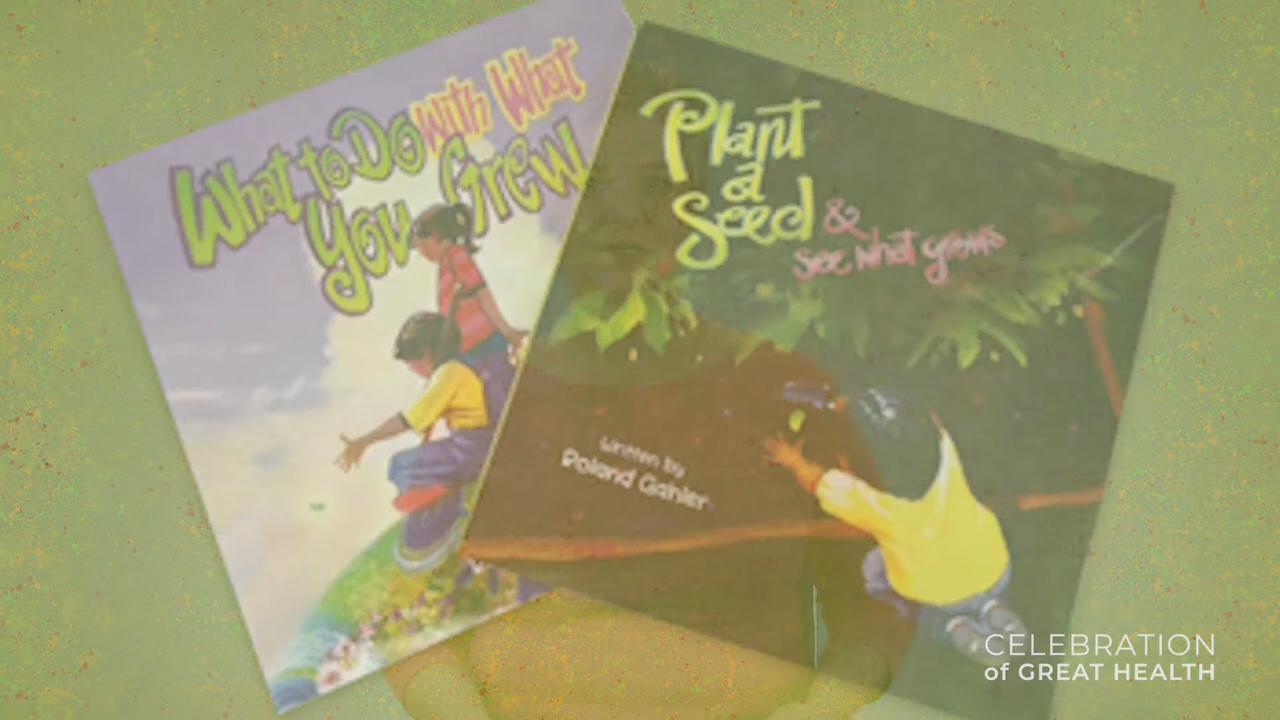 What to Do with What
You Grew
Plant
a
Seed &
see what grows
written by
Roland Gahler
CELEBRATION
of GREAT HEALTH